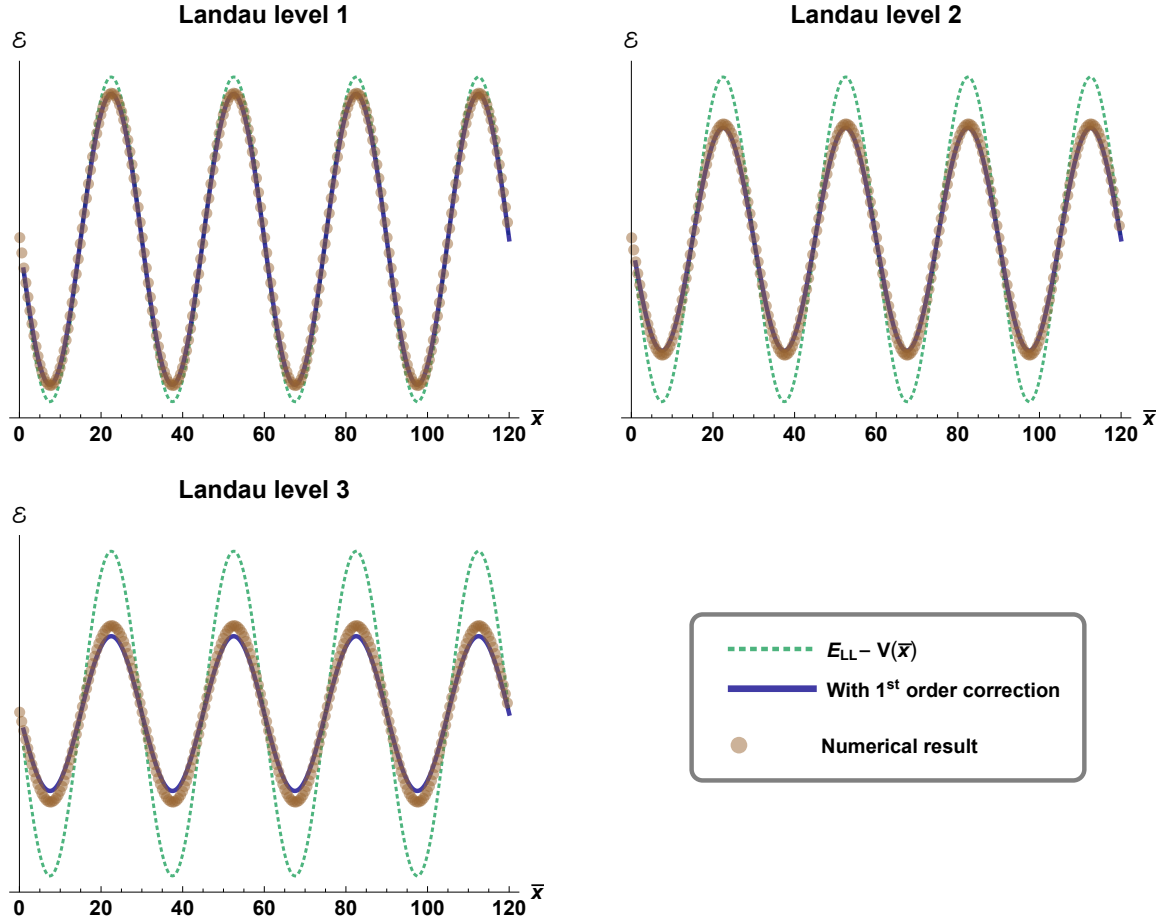 Landau level 1
ℰ
x̅
0 20 40 60 80 100 120
Landau level 2
ℰ
x̅
0 20 40 60 80 100 120
Landau level 3
ℰ
x̅
0 20 40 60 80 100 120
E_LL − V(x̅)
With 1st order correction
Numerical result